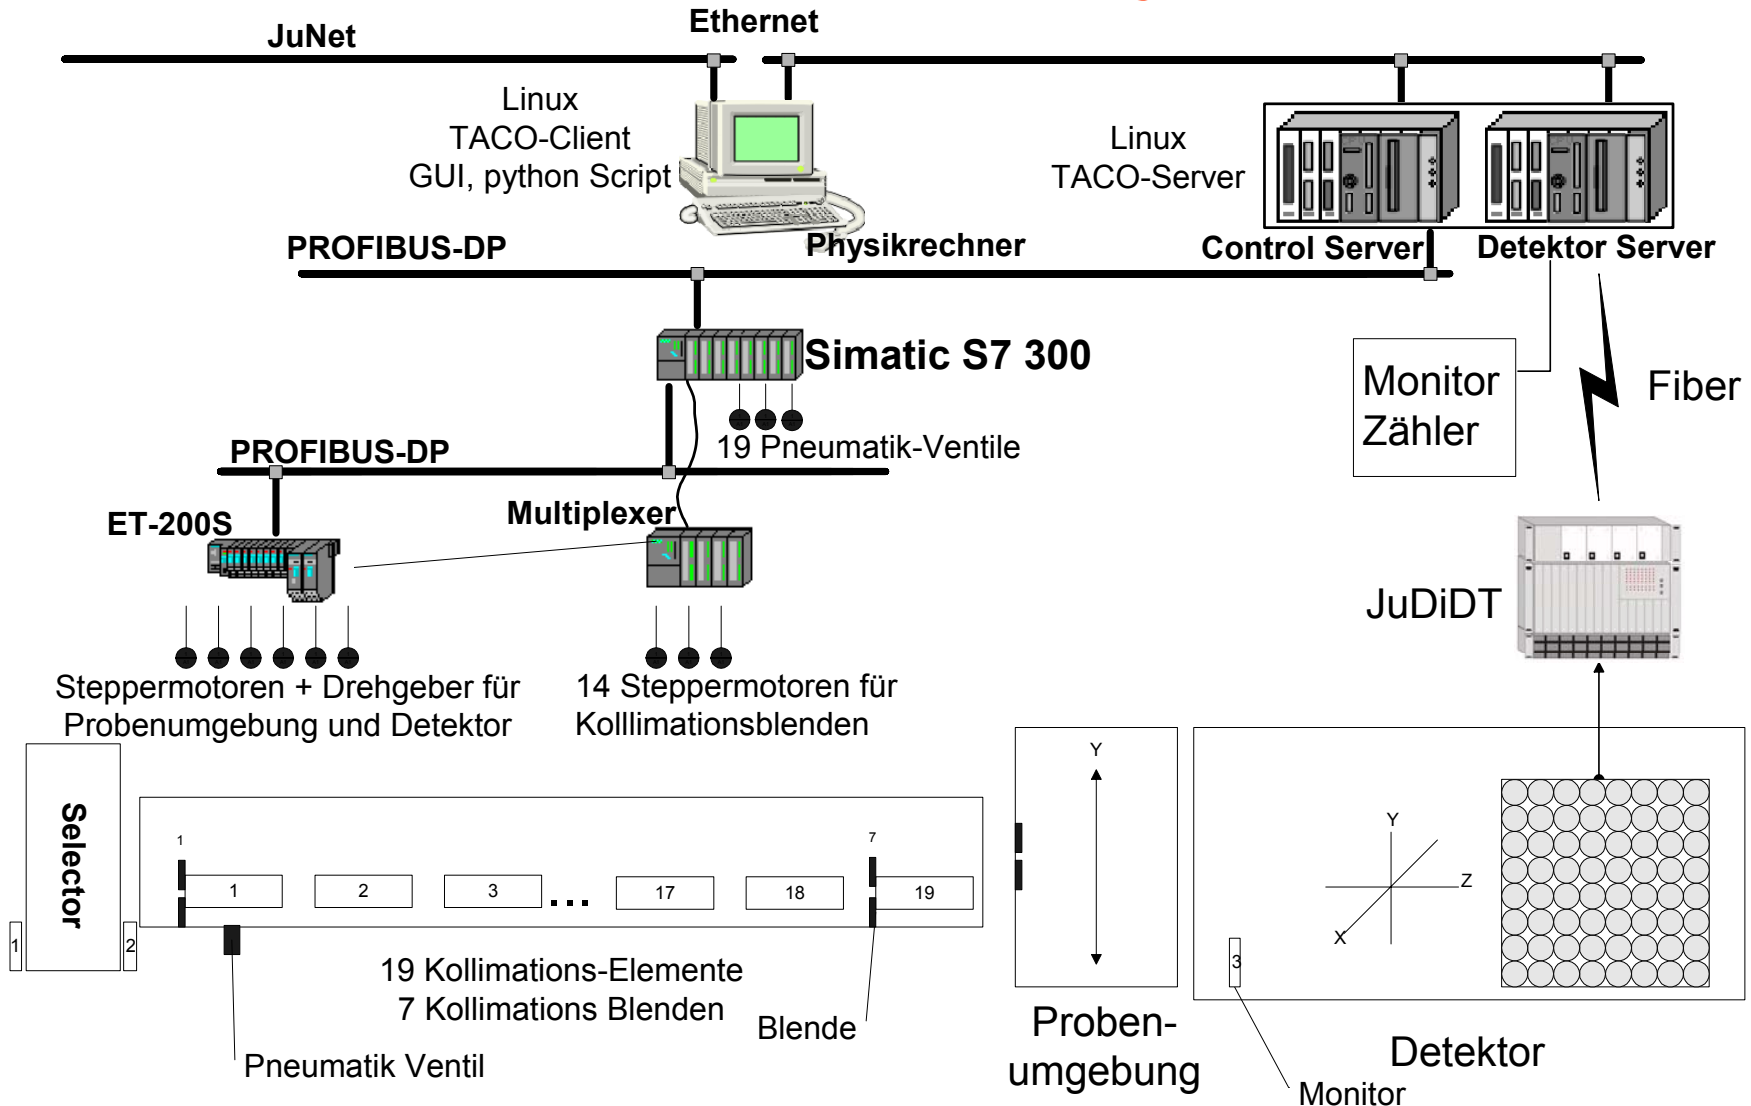 Ethernet
JuNet
Linux
TACO-Client
GUI, python Script
Linux
TACO-Server
PROFIBUS-DP
Physikrechner
Control Server
Detektor Server
Simatic S7 300
Monitor
Zähler
Fiber
19 Pneumatik-Ventile
PROFIBUS-DP
ET-200S
Multiplexer
JuDiDT
Steppermotoren + Drehgeber für
Probenumgebung und Detektor
14 Steppermotoren für
Kolllimationsblenden
Selector
1
2
1
7
1
2
3
...
17
18
19
Y
Y
Z
X
3
19 Kollimations-Elemente
7 Kollimations Blenden
Blende
Pneumatik Ventil
Proben-
umgebung
Detektor
Monitor